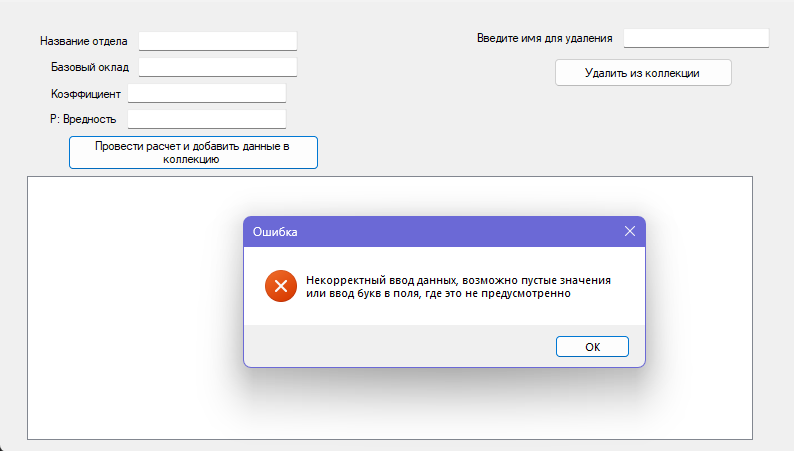 Название отдела
Введите имя для удаления
Базовый оклад
Удалить из коллекции
Коэффициент
P: Вредность
Провести расчет и добавить данные в
коллекцию
Ошибка
Некорректный ввод данных, возможно пустые значения
или ввод букв в поля, где это не предусмотренно
ОК